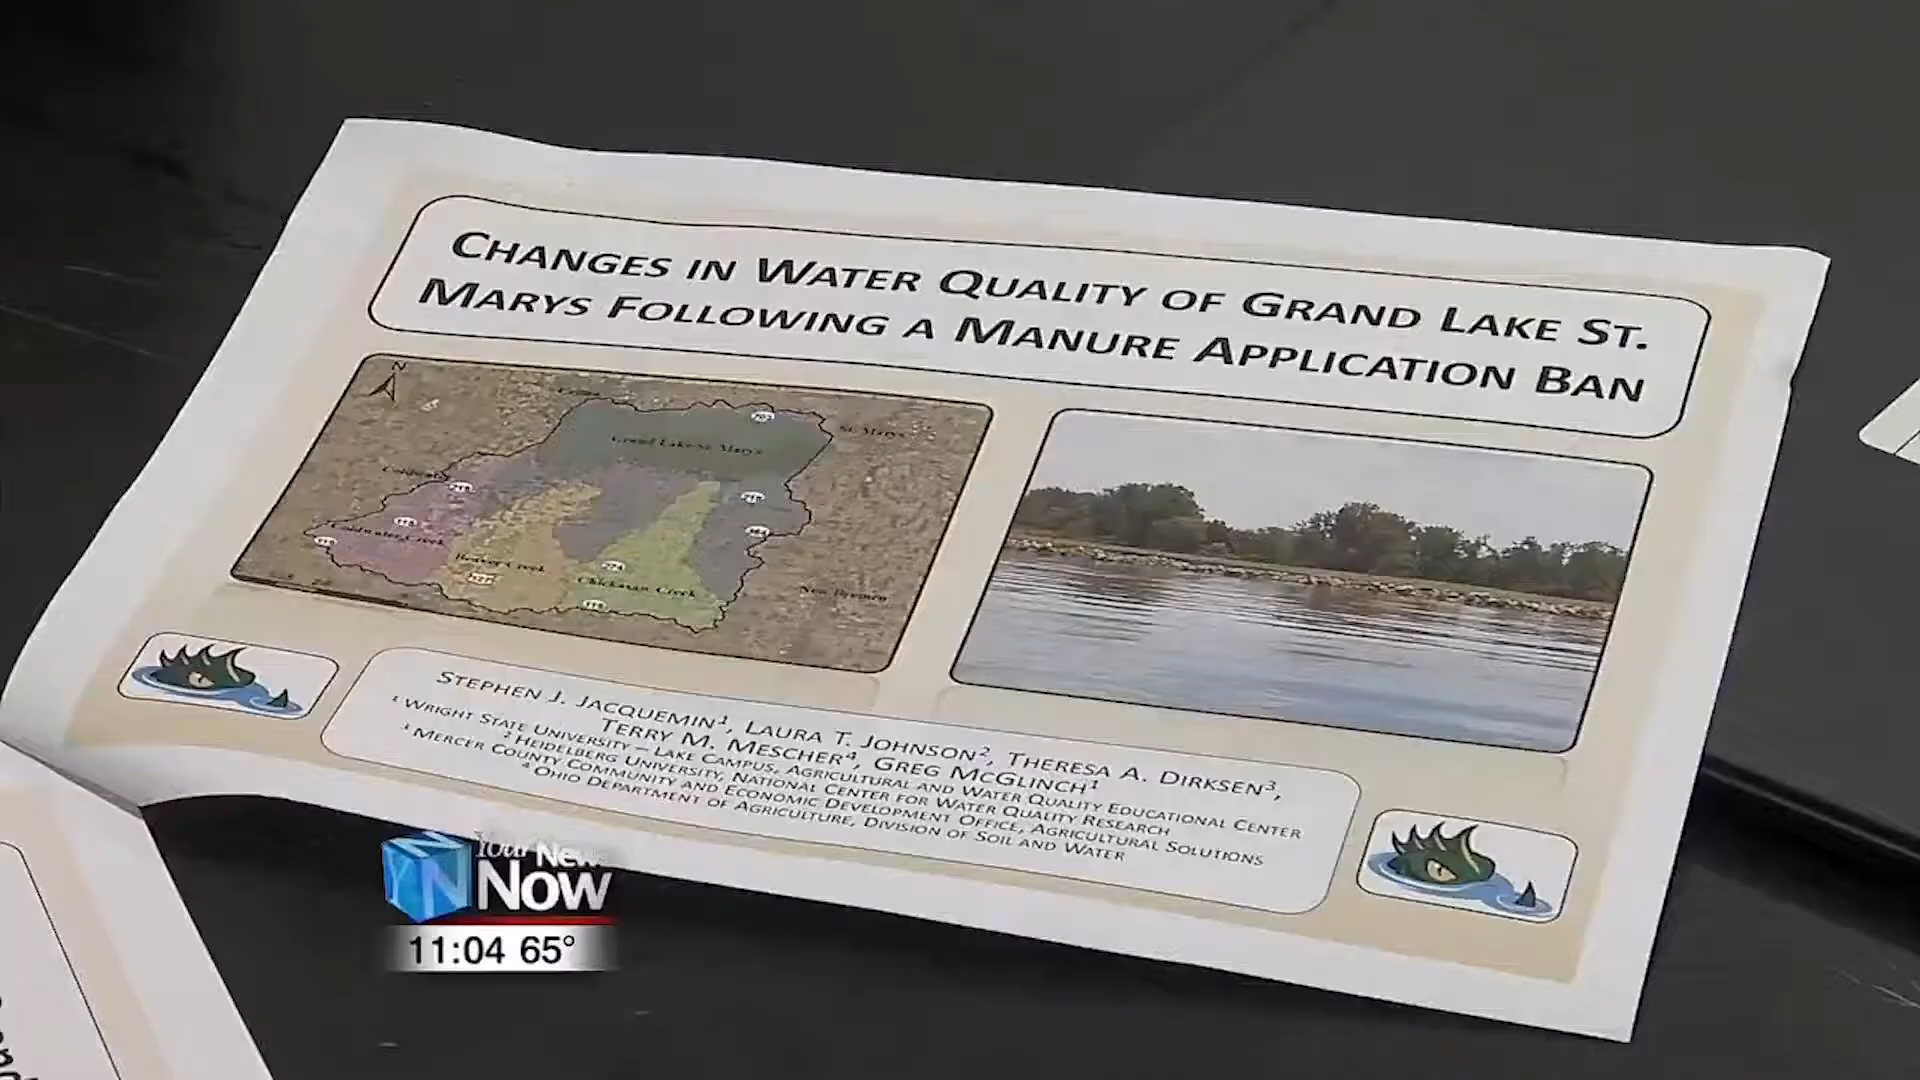 Changes in Water Quality of Grand Lake St.
Marys Following a Manure Application Ban
N
St. Marys
Grand Lake St. Marys
Coldwater
Coldwater Creek
Beaver Creek
Chickasaw Creek
New Bremen
Stephen J. Jacquemin¹, Laura T. Johnson², Theresa A. Dirksen³,
Terry M. Mescher⁴, Greg McGlinch¹
¹ Wright State University – Lake Campus, Agricultural and Water Quality Educational Center
² Heidelberg University, National Center for Water Quality Research
³ Mercer County Community and Economic Development Office, Agricultural Solutions
⁴ Ohio Department of Agriculture, Division of Soil and Water
Your News
Now
YNN
11:04 65°